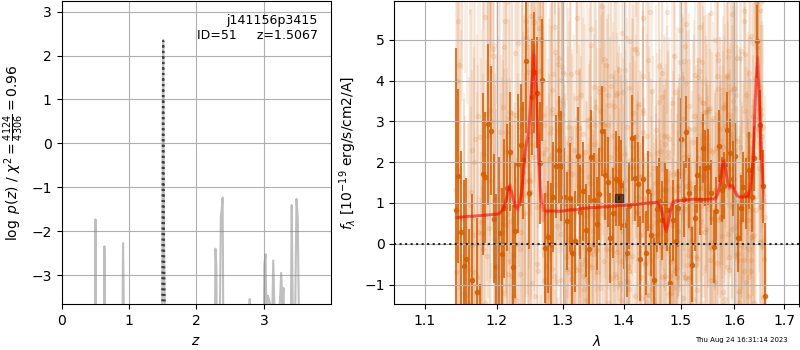 j141156p3415
ID=51 z=1.5067
log p(z) / χ² = 4124/4306 = 0.96
3
2
1
0
−1
−2
−3
0 1 2 3
z
f_λ [10⁻¹⁹ erg/s/cm2/A]
5
4
3
2
1
0
−1
1.1 1.2 1.3 1.4 1.5 1.6 1.7
λ
Thu Aug 24 16:31:14 2023